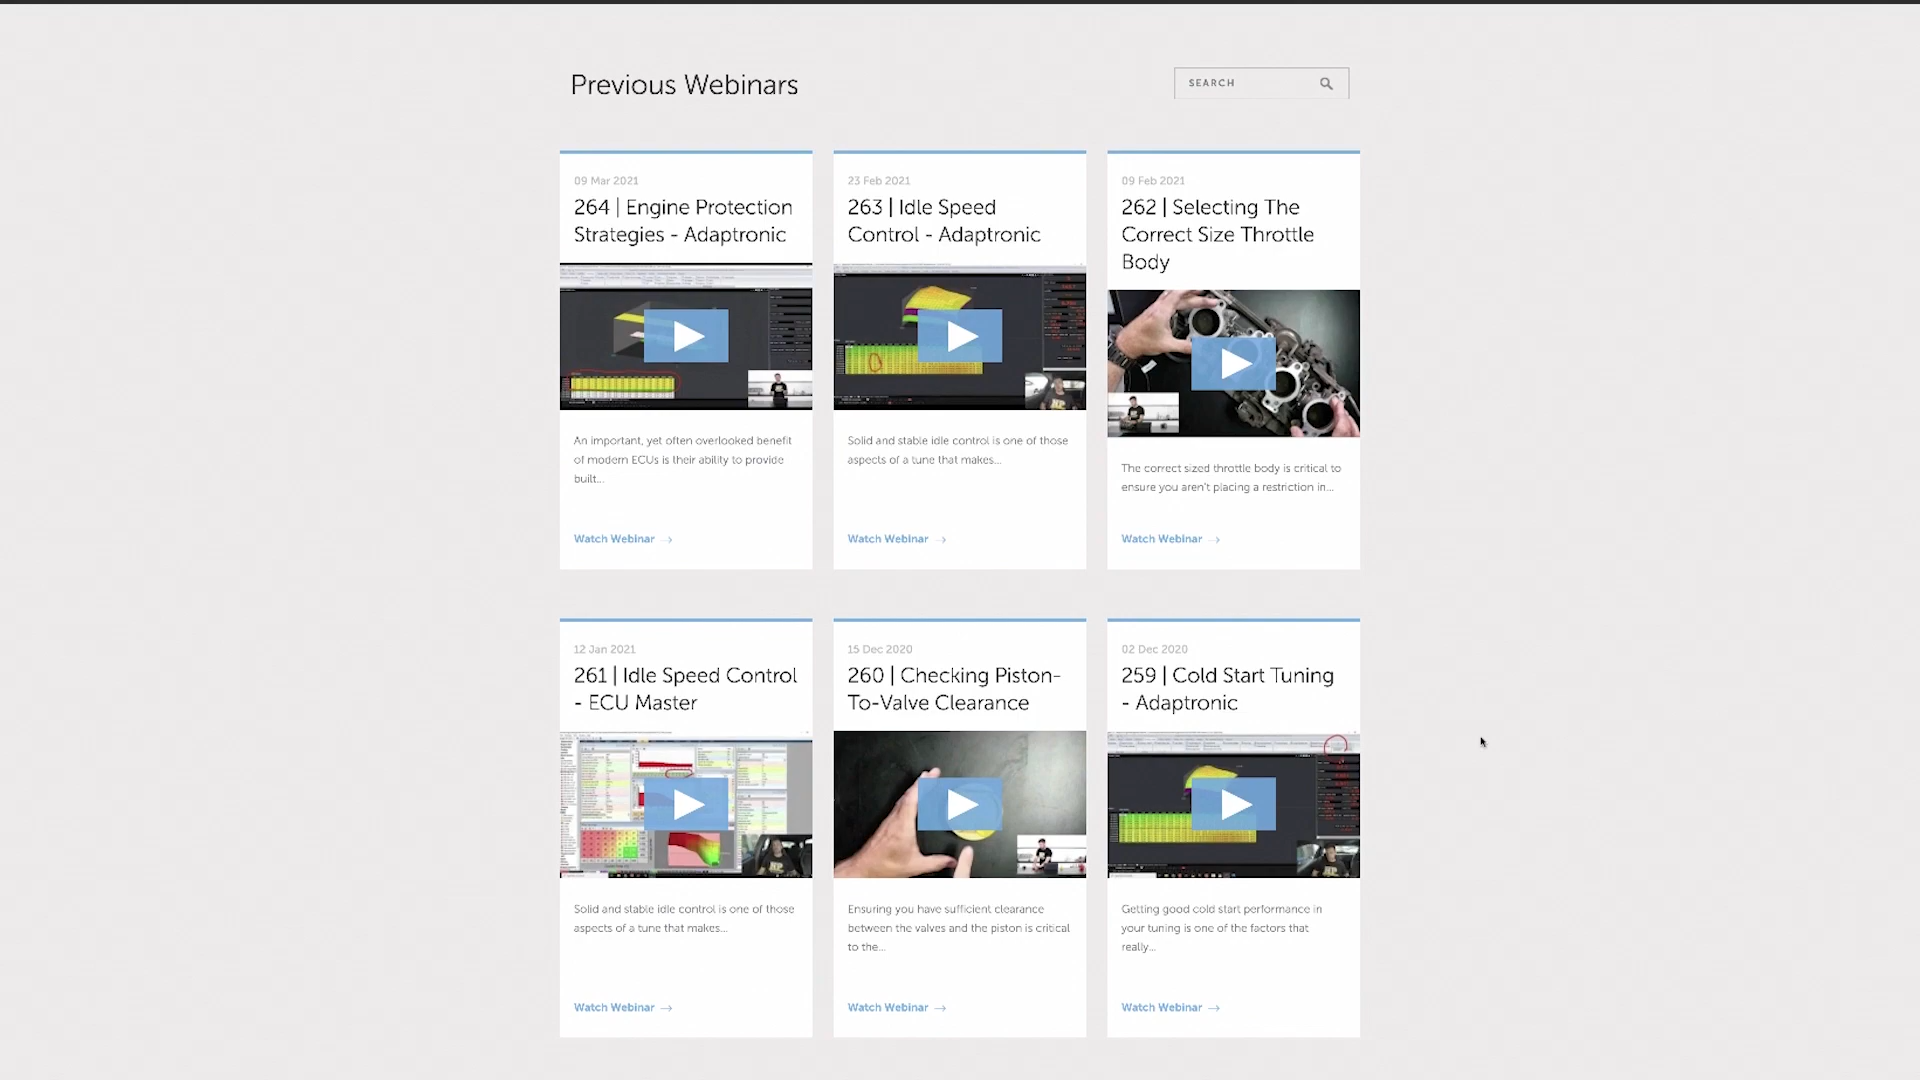 Previous Webinars
SEARCH
09 Mar 2021
264 | Engine Protection
Strategies - Adaptronic
An important, yet often overlooked benefit
of modern ECUs is their ability to provide
built...
Watch Webinar →
23 Feb 2021
263 | Idle Speed
Control - Adaptronic
Solid and stable idle control is one of those
aspects of a tune that makes...
Watch Webinar →
09 Feb 2021
262 | Selecting The
Correct Size Throttle
Body
The correct sized throttle body is critical to
ensure you aren't placing a restriction in...
Watch Webinar →
12 Jan 2021
261 | Idle Speed Control
- ECU Master
Solid and stable idle control is one of those
aspects of a tune that makes...
Watch Webinar →
15 Dec 2020
260 | Checking Piston-
To-Valve Clearance
Ensuring you have sufficient clearance
between the valves and the piston is critical
to the...
Watch Webinar →
02 Dec 2020
259 | Cold Start Tuning
- Adaptronic
Getting good cold start performance in
your tuning is one of the factors that
really...
Watch Webinar →